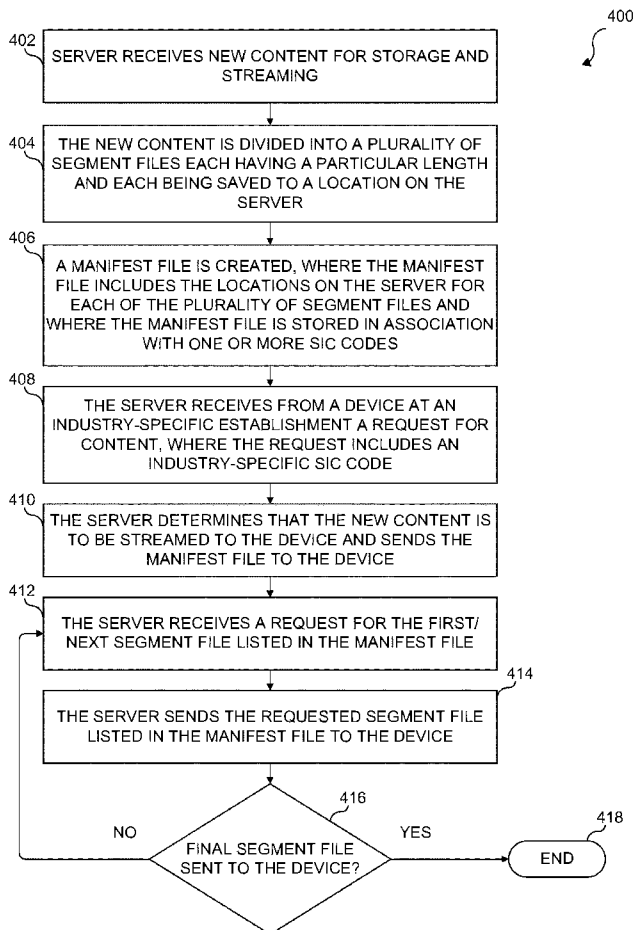 400
402
SERVER RECEIVES NEW CONTENT FOR STORAGE AND
STREAMING
404
THE NEW CONTENT IS DIVIDED INTO A PLURALITY OF
SEGMENT FILES EACH HAVING A PARTICULAR LENGTH
AND EACH BEING SAVED TO A LOCATION ON THE
SERVER
406
A MANIFEST FILE IS CREATED, WHERE THE MANIFEST
FILE INCLUDES THE LOCATIONS ON THE SERVER FOR
EACH OF THE PLURALITY OF SEGMENT FILES AND
WHERE THE MANIFEST FILE IS STORED IN ASSOCIATION
WITH ONE OR MORE SIC CODES
408
THE SERVER RECEIVES FROM A DEVICE AT AN
INDUSTRY-SPECIFIC ESTABLISHMENT A REQUEST FOR
CONTENT, WHERE THE REQUEST INCLUDES AN
INDUSTRY-SPECIFIC SIC CODE
410
THE SERVER DETERMINES THAT THE NEW CONTENT IS
TO BE STREAMED TO THE DEVICE AND SENDS THE
MANIFEST FILE TO THE DEVICE
412
THE SERVER RECEIVES A REQUEST FOR THE FIRST/
NEXT SEGMENT FILE LISTED IN THE MANIFEST FILE
414
THE SERVER SENDS THE REQUESTED SEGMENT FILE
LISTED IN THE MANIFEST FILE TO THE DEVICE
416
NO
FINAL SEGMENT FILE
SENT TO THE DEVICE?
YES
418
END